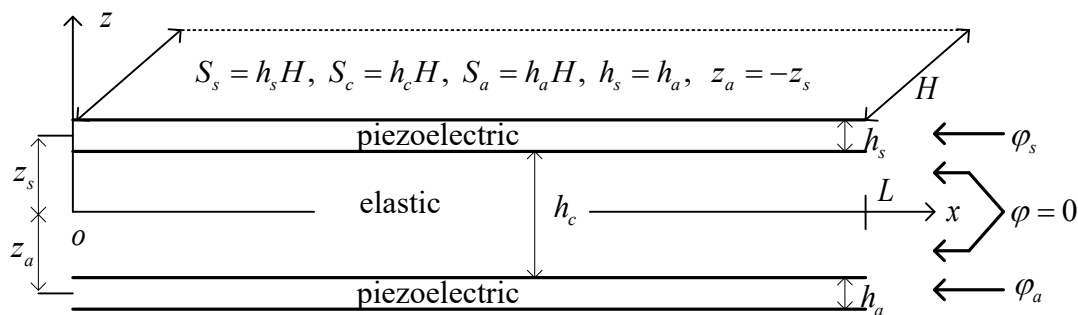 z
S_s = h_s H, S_c = h_c H, S_a = h_a H, h_s = h_a, z_a = -z_s
H
piezoelectric
h_s
φ_s
z_s
elastic
h_c
L
x
φ = 0
o
z_a
piezoelectric
h_a
φ_a